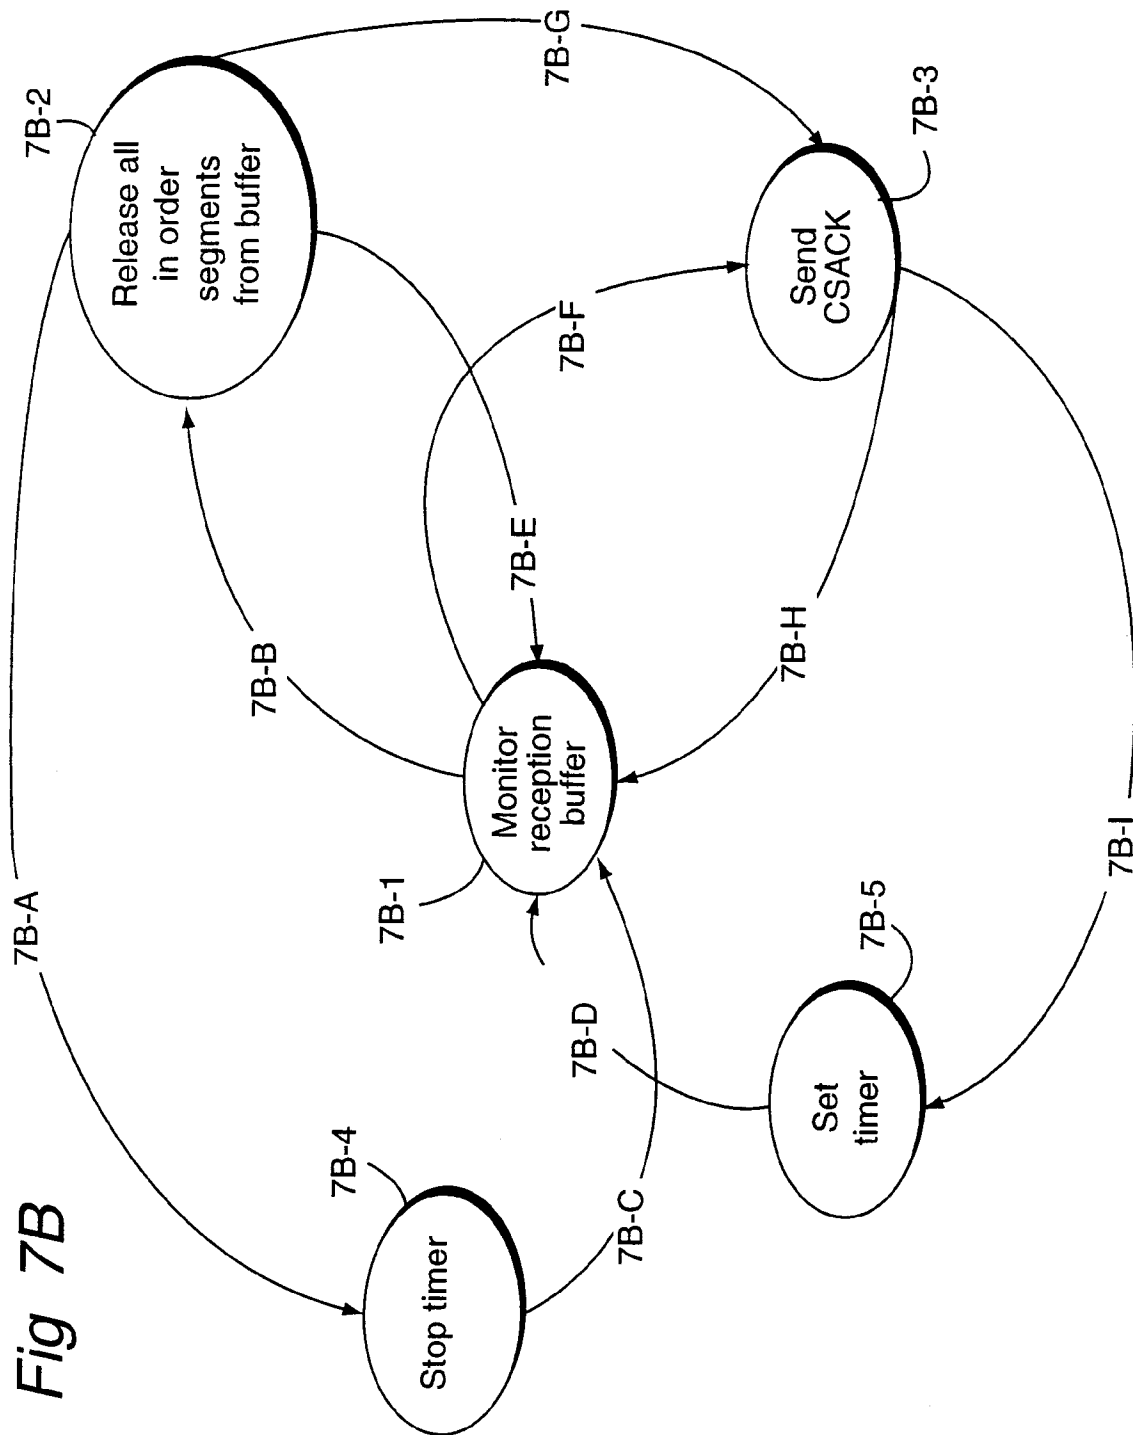 Fig 7B
7B-A
7B-2
Release all
in order
segments
from buffer
7B-4
Stop timer
7B-B
7B-1
Monitor
reception
buffer
7B-E
7B-F
7B-G
7B-C
7B-D
7B-H
7B-3
Send
CSACK
7B-5
Set
timer
7B-I